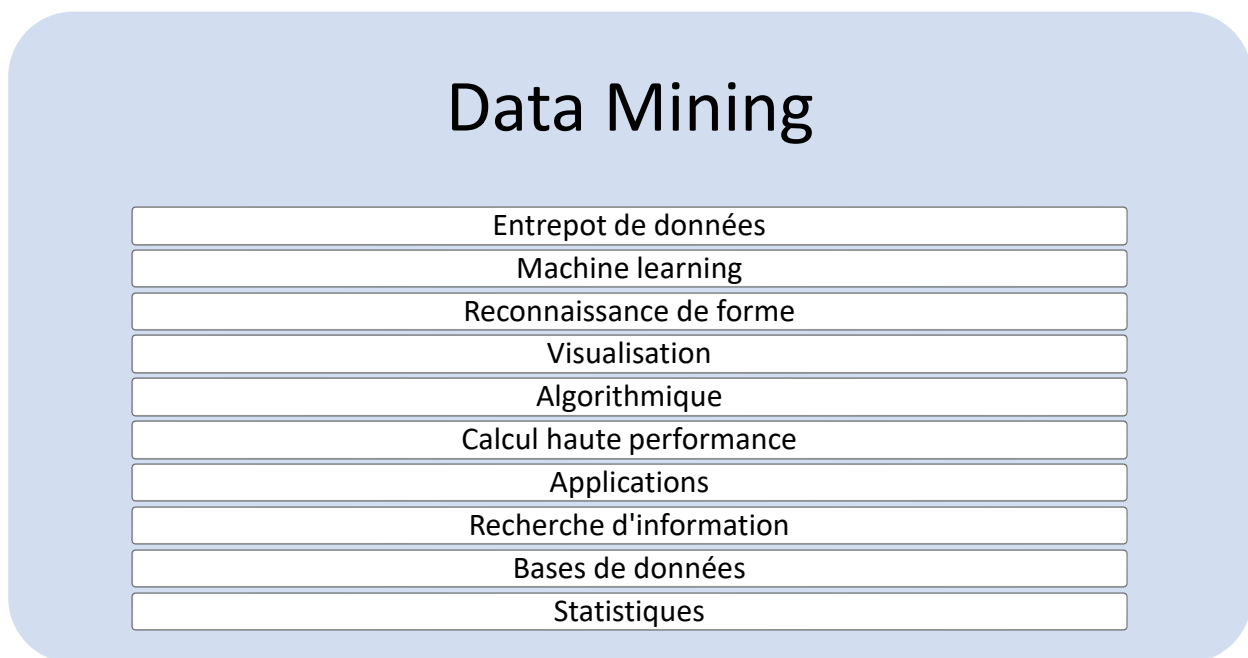 Data Mining
Entrepot de données
Machine learning
Reconnaissance de forme
Visualisation
Algorithmique
Calcul haute performance
Applications
Recherche d'information
Bases de données
Statistiques